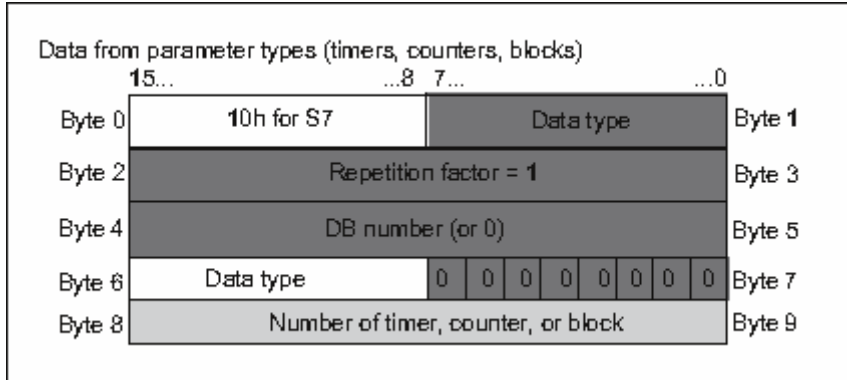 Data from parameter types (timers, counters, blocks)
15... ...8 7... ...0
Byte 0 10h for S7 Data type Byte 1
Byte 2 Repetition factor = 1 Byte 3
Byte 4 DB number (or 0) Byte 5
Byte 6 Data type 0 0 0 0 0 0 0 0 Byte 7
Byte 8 Number of timer, counter, or block Byte 9